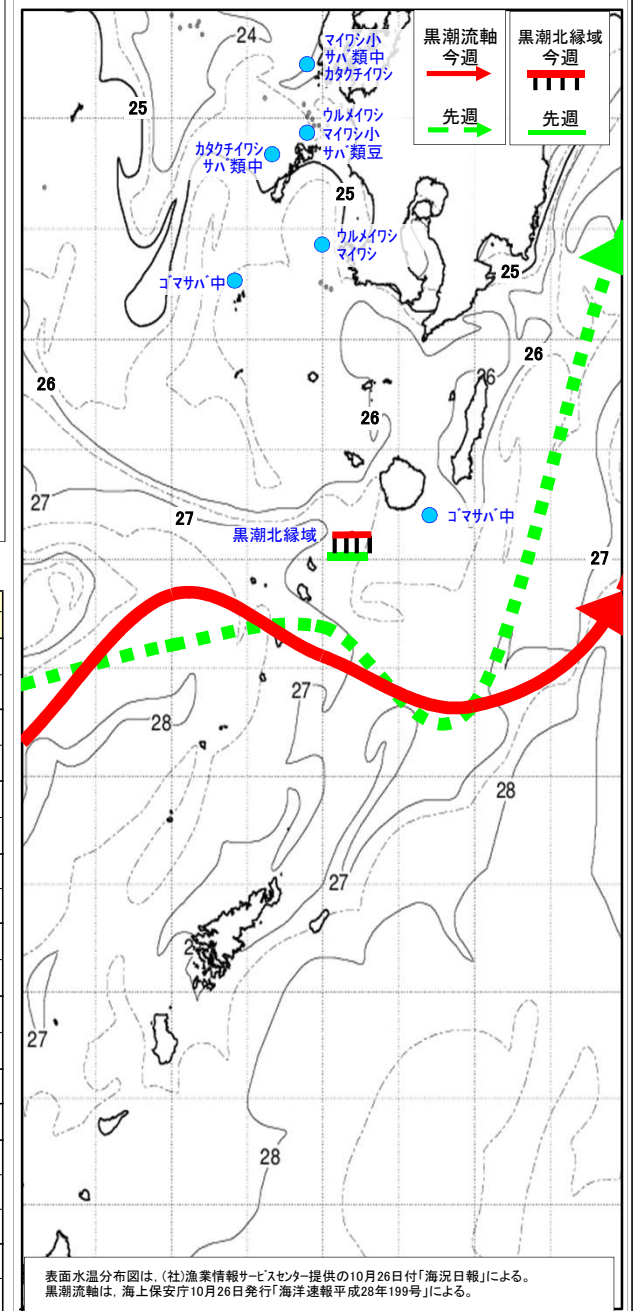 黒潮流軸
今週
先週
黒潮北縁域
今週
先週
24
マイワシ小
サバ類中
カタクチイワシ
25
ウルメイワシ
マイワシ小
サバ類豆
カタクチイワシ
サバ類中
25
ウルメイワシ
マイワシ
25
ゴマサバ中
26
26
26
26
27
27
ゴマサバ中
黒潮北縁域
27
27
28
28
27
2
27
28
表面水温分布図は，(社)漁業情報サービスセンター提供の10月26日付「海況日報」による。
黒潮流軸は，海上保安庁10月26日発行「海洋速報平成28年199号」による。